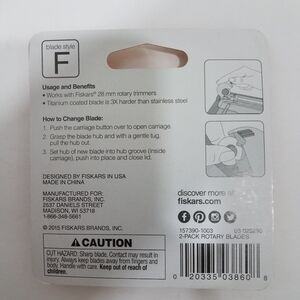 blade style
F
Usage and Benefits
• Works with Fiskars® 28 mm rotary trimmers
• Titanium coated blade is 3X harder than stainless steel
How to Change Blade:
1. Push the carriage button over to open carriage.
2. Grasp the blade hub and with a gentle tug,
pull the hub out.
3. Set hub of new blade into hub groove (inside
carriage), push into place and close lid.
DESIGNED BY FISKARS IN USA
MADE IN CHINA
MANUFACTURED FOR:
FISKARS BRANDS, INC.
2537 DANIELS STREET
MADISON, WI 53718
1-866-348-5661
© 2015 FISKARS BRANDS, INC.
discover more at
fiskars.com
CAUTION
CUT HAZARD: Sharp blade. Contact may result in
injury. Always keep blades away from fingers and
body. Handle with care. Keep out of reach of children.
157390-1003
2-PACK ROTARY BLADES
0 20335 03860 8